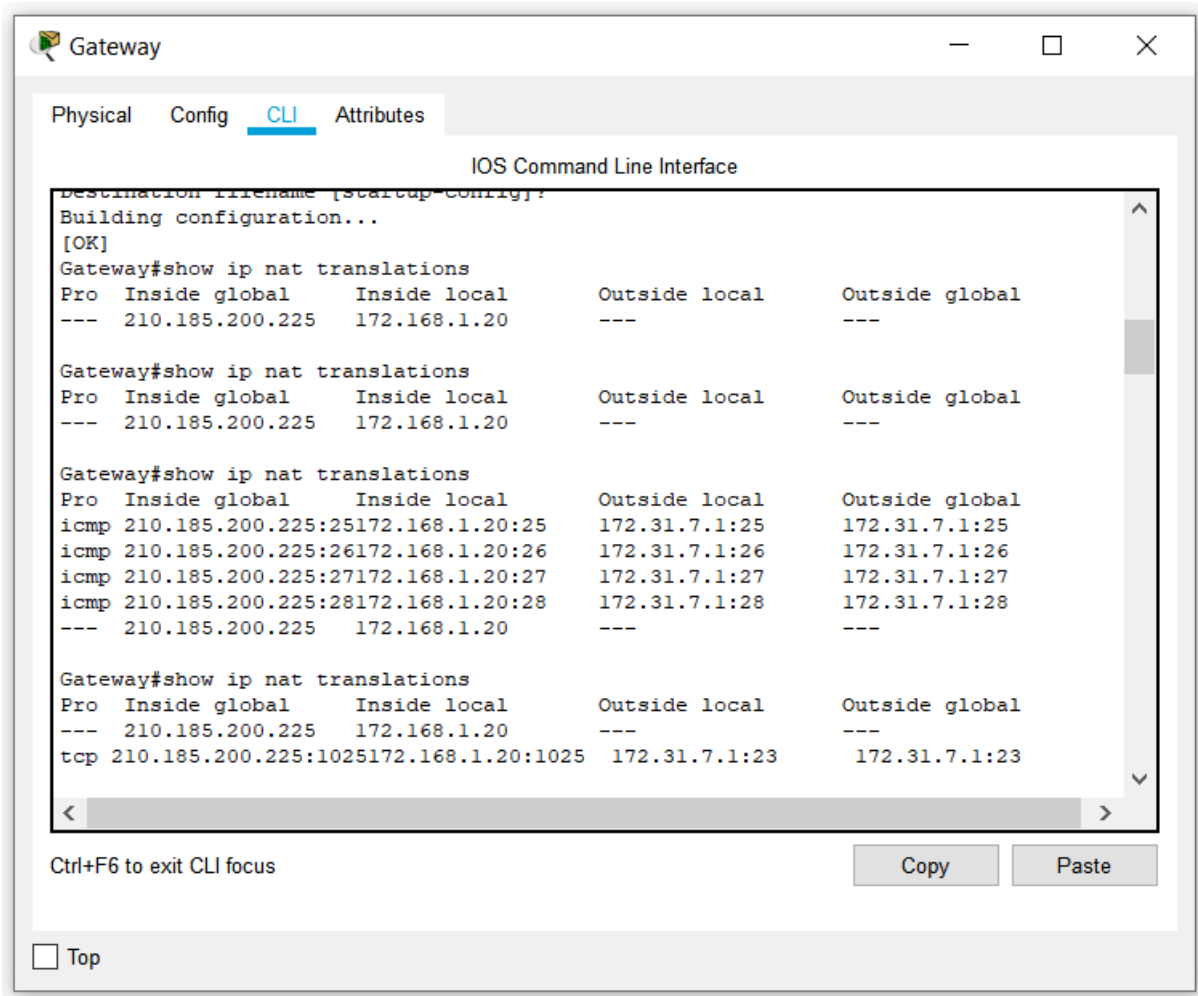 Gateway
Physical Config CLI Attributes
IOS Command Line Interface
Destination filename [startup-config]?
Building configuration...
[OK]
Gateway#show ip nat translations
Pro  Inside global     Inside local       Outside local      Outside global
---  210.185.200.225   172.168.1.20       ---                ---
Gateway#show ip nat translations
Pro  Inside global     Inside local       Outside local      Outside global
---  210.185.200.225   172.168.1.20       ---                ---
Gateway#show ip nat translations
Pro  Inside global     Inside local       Outside local      Outside global
icmp 210.185.200.225:25172.168.1.20:25    172.31.7.1:25      172.31.7.1:25
icmp 210.185.200.225:26172.168.1.20:26    172.31.7.1:26      172.31.7.1:26
icmp 210.185.200.225:27172.168.1.20:27    172.31.7.1:27      172.31.7.1:27
icmp 210.185.200.225:28172.168.1.20:28    172.31.7.1:28      172.31.7.1:28
---  210.185.200.225   172.168.1.20       ---                ---
Gateway#show ip nat translations
Pro  Inside global     Inside local       Outside local      Outside global
---  210.185.200.225   172.168.1.20       ---                ---
tcp 210.185.200.225:1025172.168.1.20:1025  172.31.7.1:23      172.31.7.1:23
Ctrl+F6 to exit CLI focus
Copy Paste
Top